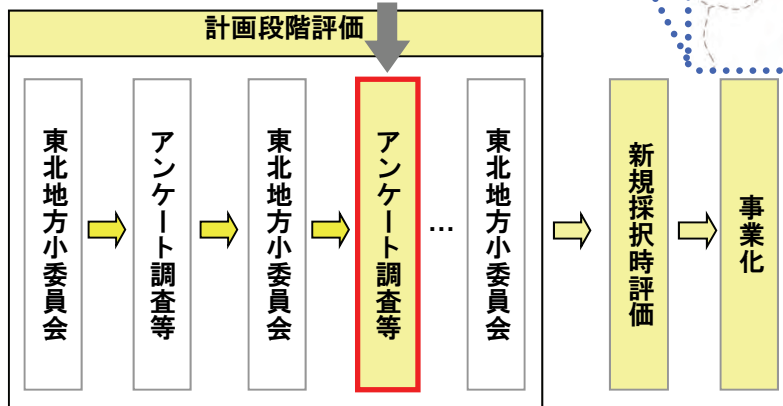 計画段階評価
東北地方小委員会
アンケート調査等
東北地方小委員会
アンケート調査等
…
東北地方小委員会
新規採択時評価
事業化